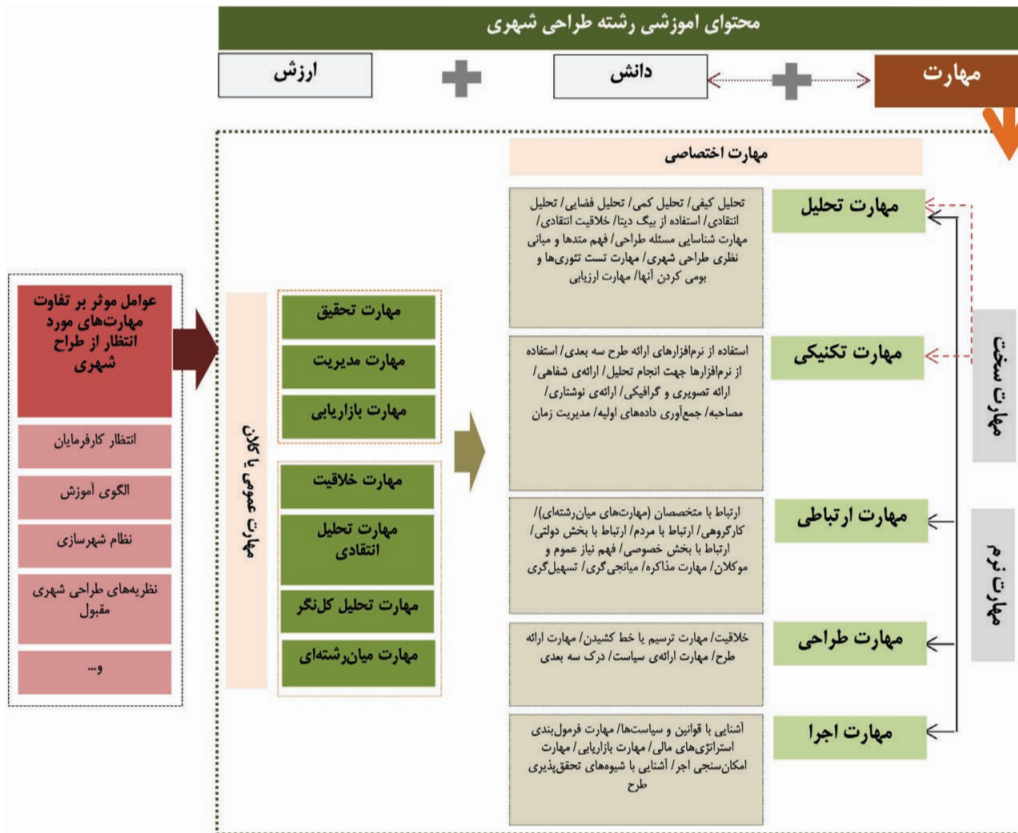 محتوای آموزشی رشته طراحی شهری
مهارت
دانش
ارزش
مهارت اختصاصی
مهارت تحلیل
تحلیل کیفی/ تحلیل کمی/ تحلیل فضایی/ تحلیل
انتقادی/ استفاده از بیگ دیتا/ خلاقیت انتقادی/
مهارت شناسایی مسئله طراحی/ فهم متدها و مبانی
نظری طراحی شهری/ مهارت تست تئوری‌ها و
بومی کردن آنها/ مهارت ارزیابی
مهارت تکنیکی
استفاده از نرم‌افزارهای ارائه طرح سه بعدی/ استفاده
از نرم‌افزارها جهت انجام تحلیل/ ارائه‌ی شفاهی/
ارائه تصویری و گرافیکی/ ارائه‌ی نوشتاری/
مصاحبه/ جمع‌آوری داده‌های اولیه/ مدیریت زمان
مهارت ارتباطی
ارتباط با متخصصان (مهارت‌های میان‌رشته‌ای)/
کارگروهی/ ارتباط با مردم/ ارتباط با بخش دولتی/
ارتباط با بخش خصوصی/ فهم نیاز عموم و
موکلان/ مهارت مذاکره/ میانجی‌گری/ تسهیل‌گری
مهارت طراحی
خلاقیت/ مهارت ترسیم یا خط کشیدن/ مهارت ارائه
طرح/ مهارت ارائه‌ی سیاست/ درک سه بعدی
مهارت اجرا
آشنایی با قوانین و سیاست‌ها/ مهارت فرمول‌بندی
استراتژی‌های مالی/ مهارت بازاریابی/ مهارت
امکان‌سنجی اجر/ آشنایی با شیوه‌های تحقق‌پذیری
طرح
مهارت سخت
مهارت نرم
مهارت عمومی یا کلان
مهارت تحقیق
مهارت مدیریت
مهارت بازاریابی
مهارت خلاقیت
مهارت تحلیل
انتقادی
مهارت تحلیل کل‌نگر
مهارت میان‌رشته‌ای
عوامل موثر بر تفاوت
مهارت‌های مورد
انتظار از طراح
شهری
انتظار کارفرمایان
الگوی آموزش
نظام شهرسازی
نظریه‌های طراحی شهری
مقبول
و...